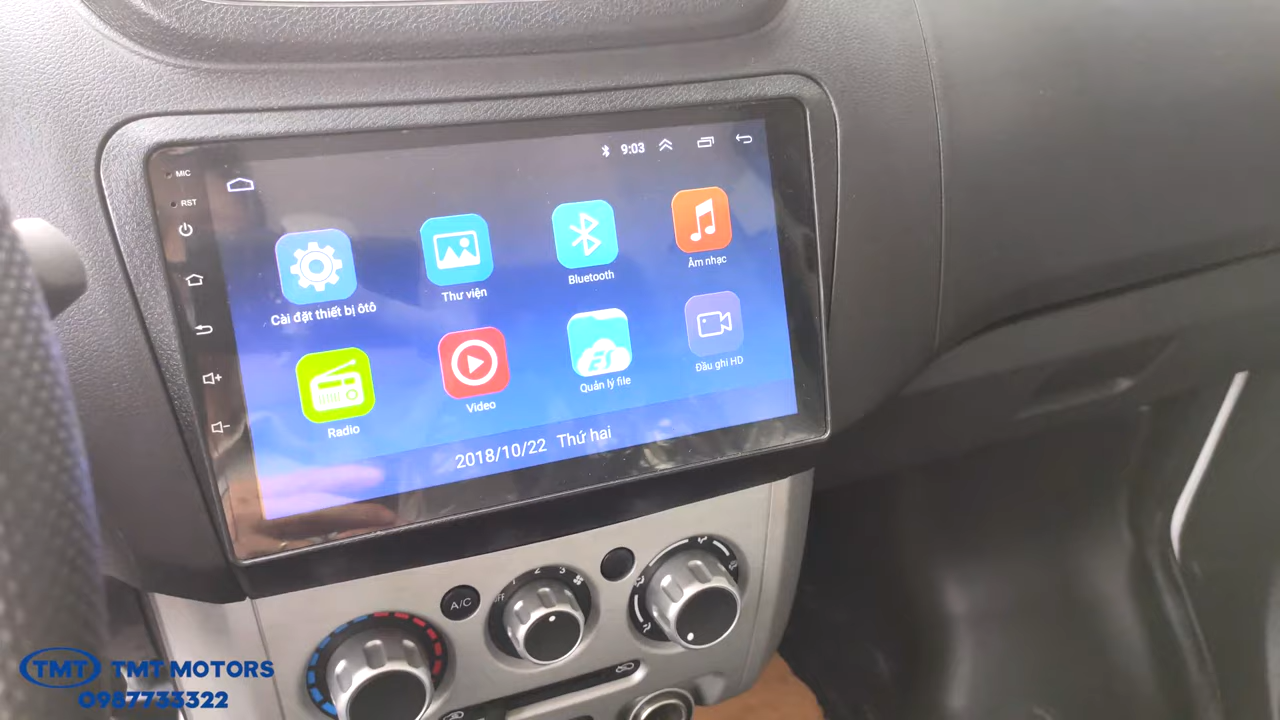 MIC
9:03
RST
Cài đặt thiết bị ôtô
Thư viện
Bluetooth
Âm nhạc
Radio
Video
Quản lý file
Đầu ghi HD
2018/10/22 Thứ hai
A/C
OFF 1 2 3
TMT TMT MOTORS
0987733322